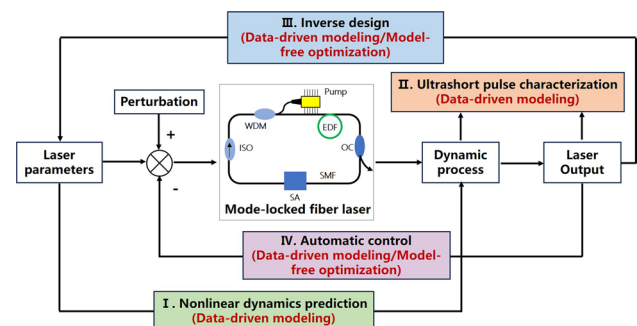 Ⅲ. Inverse design
(Data-driven modeling/Model-
free optimization)
Ⅱ. Ultrashort pulse characterization
(Data-driven modeling)
Perturbation
Pump
WDM
EDF
+
ISO
OC
Laser
parameters
Dynamic
process
Laser
Output
-
SMF
SA
Mode-locked fiber laser
Ⅳ. Automatic control
(Data-driven modeling/Model-
free optimization)
Ⅰ. Nonlinear dynamics prediction
(Data-driven modeling)